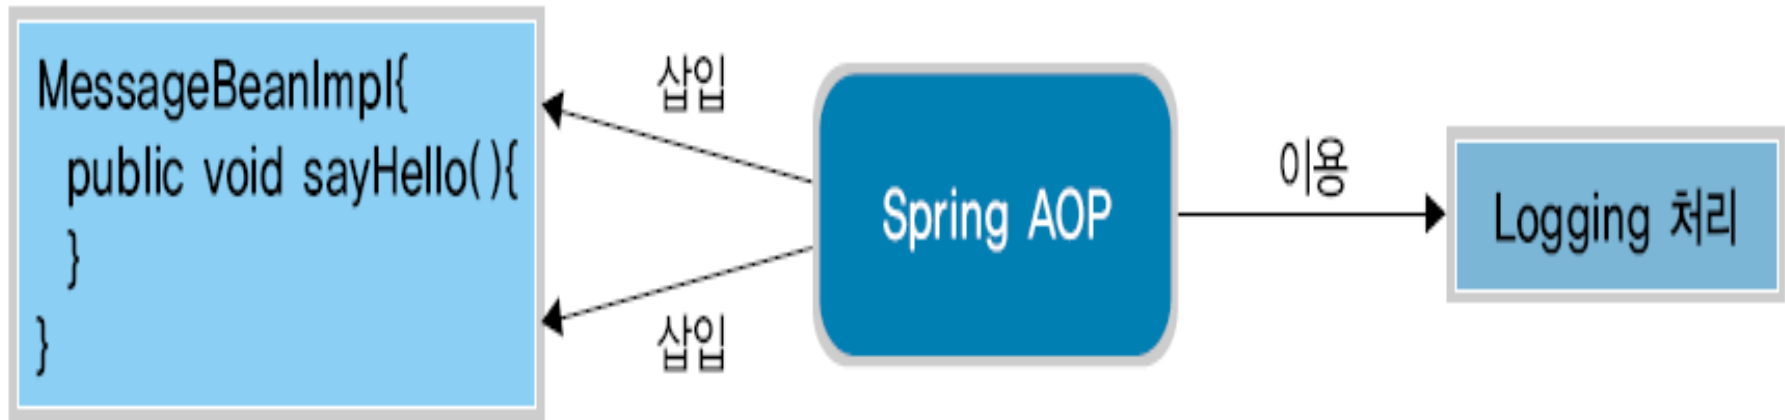 MessageBeanImpl{
public void sayHello(){
}
}
삽입
삽입
Spring AOP
이용
Logging 처리